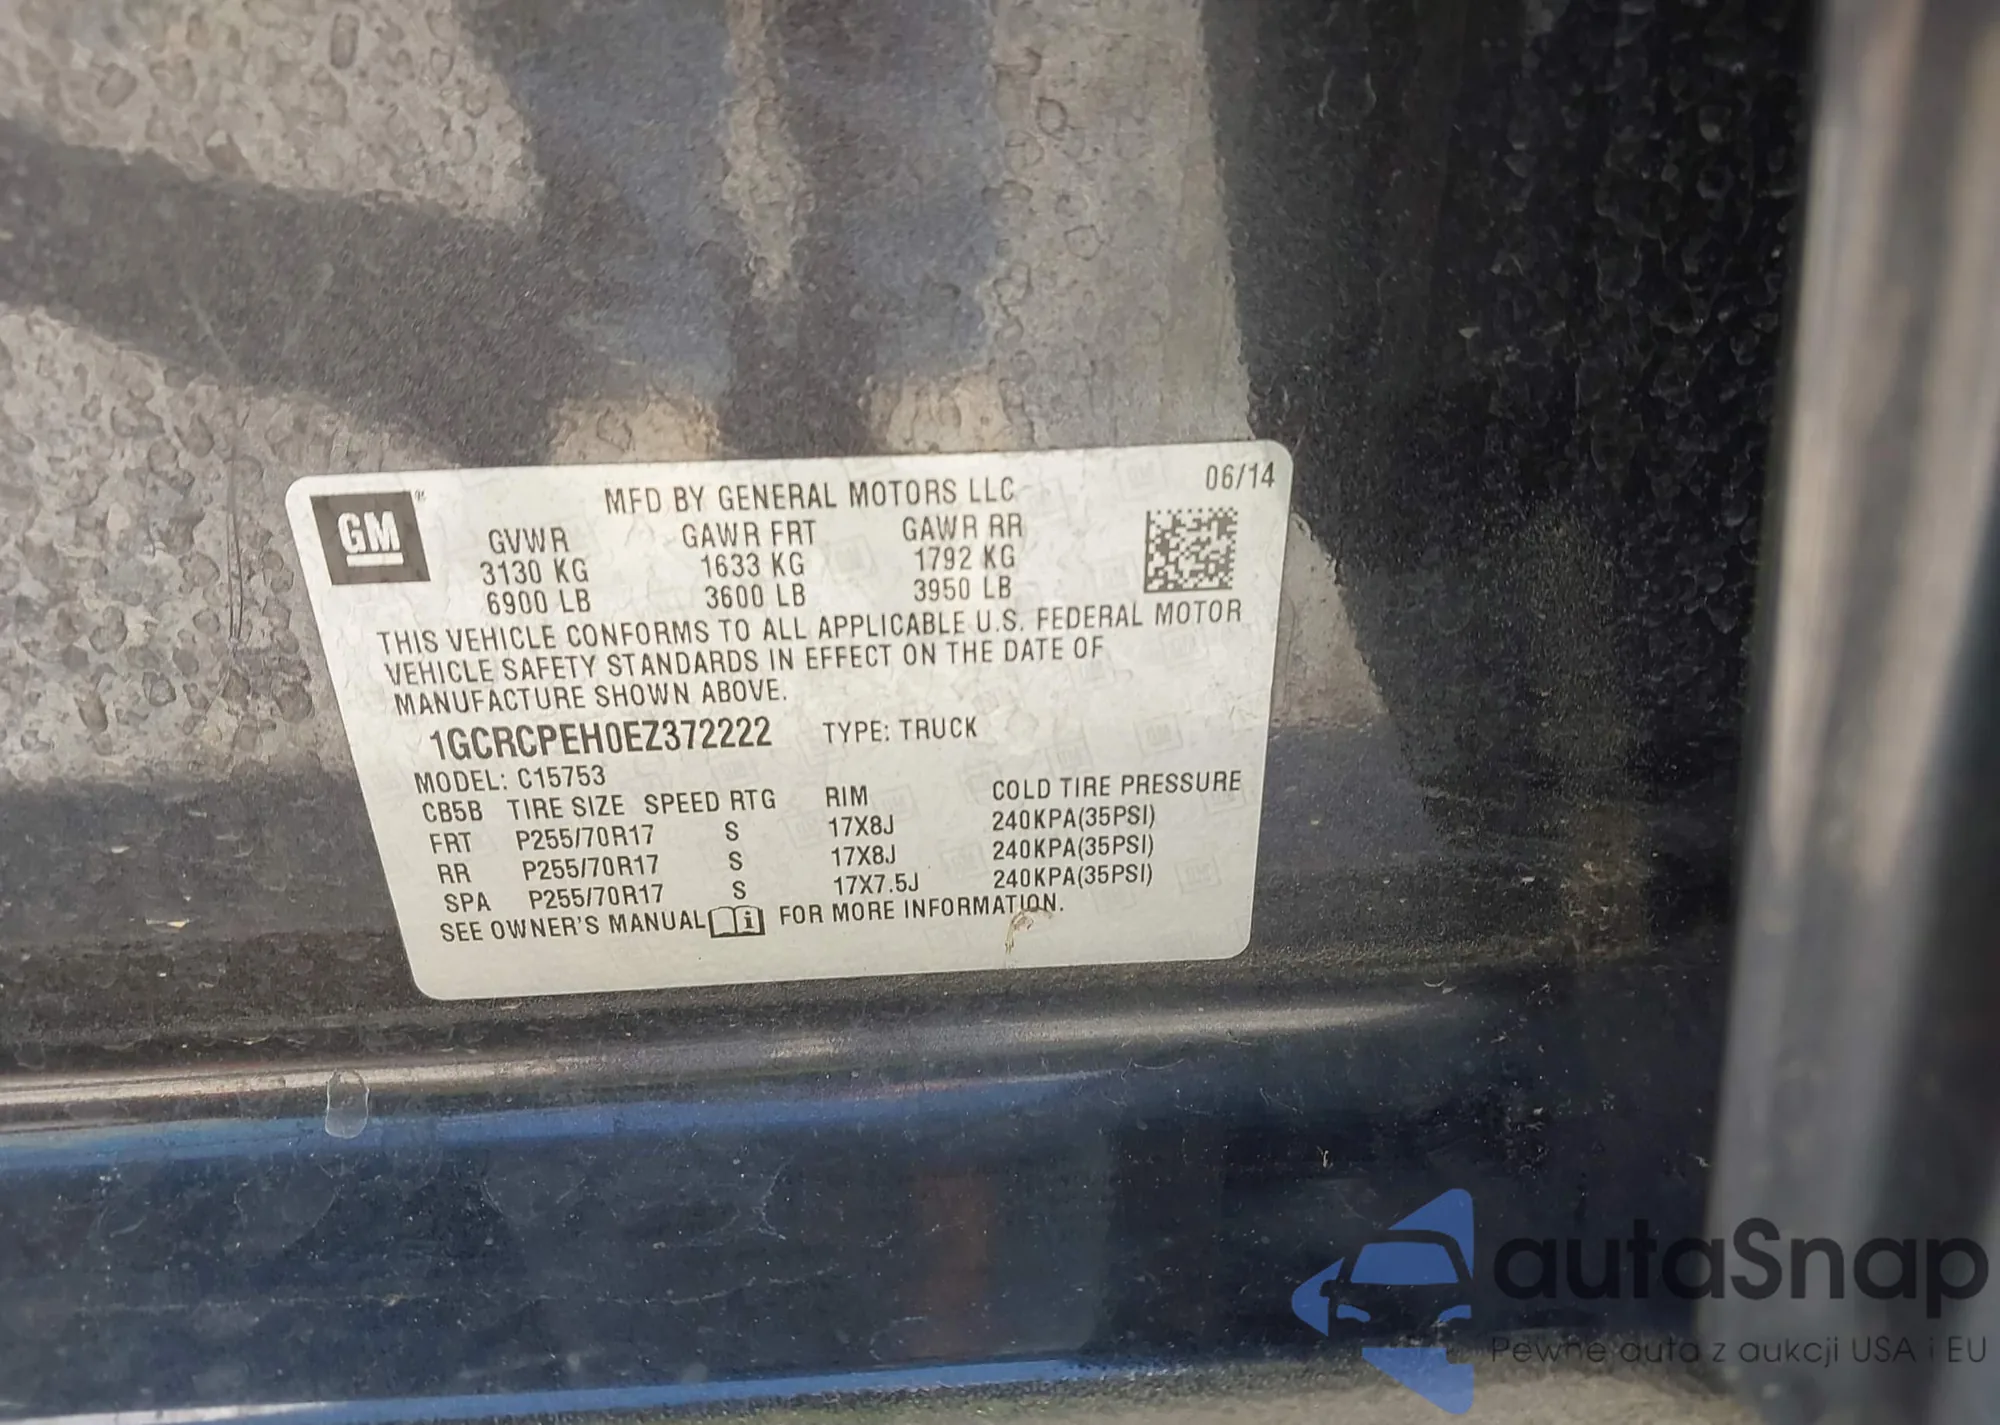 GM®
MFD BY GENERAL MOTORS LLC 06/14
GVWR GAWR FRT GAWR RR
3130 KG 1633 KG 1792 KG
6900 LB 3600 LB 3950 LB
THIS VEHICLE CONFORMS TO ALL APPLICABLE U.S. FEDERAL MOTOR
VEHICLE SAFETY STANDARDS IN EFFECT ON THE DATE OF
MANUFACTURE SHOWN ABOVE.
1GCRCPEH0EZ372222 TYPE: TRUCK
MODEL: C15753
CB5B TIRE SIZE SPEED RTG RIM COLD TIRE PRESSURE
FRT P255/70R17 S 17X8J 240KPA(35PSI)
RR P255/70R17 S 17X8J 240KPA(35PSI)
SPA P255/70R17 S 17X7.5J 240KPA(35PSI)
SEE OWNER'S MANUAL i FOR MORE INFORMATION.
autaSnap
Pewne auta z aukcji USA i EU